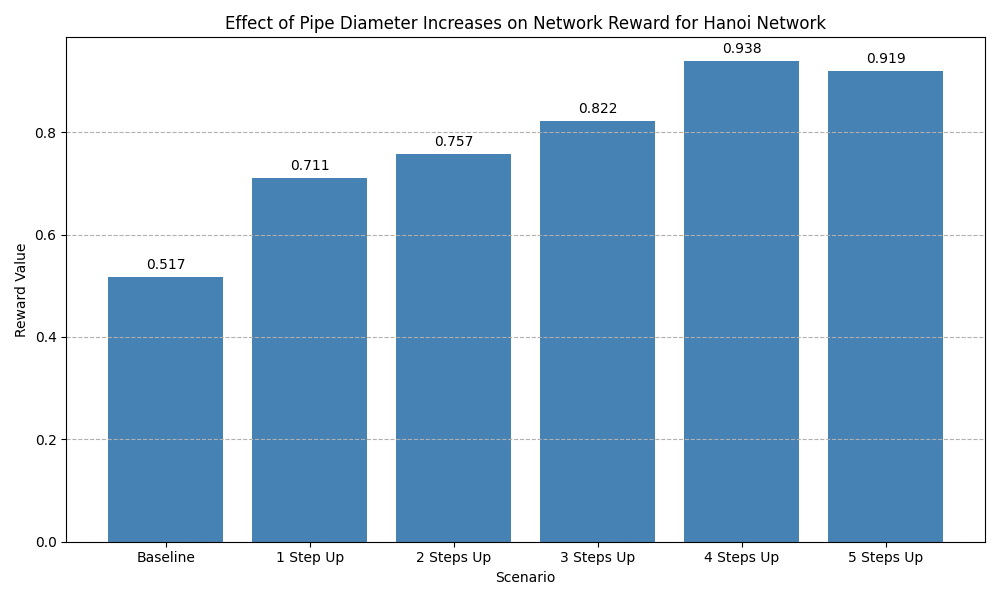 Effect of Pipe Diameter Increases on Network Reward for Hanoi Network
Reward Value
0.0
0.2
0.4
0.6
0.8
0.517
0.711
0.757
0.822
0.938
0.919
Baseline
1 Step Up
2 Steps Up
3 Steps Up
4 Steps Up
5 Steps Up
Scenario